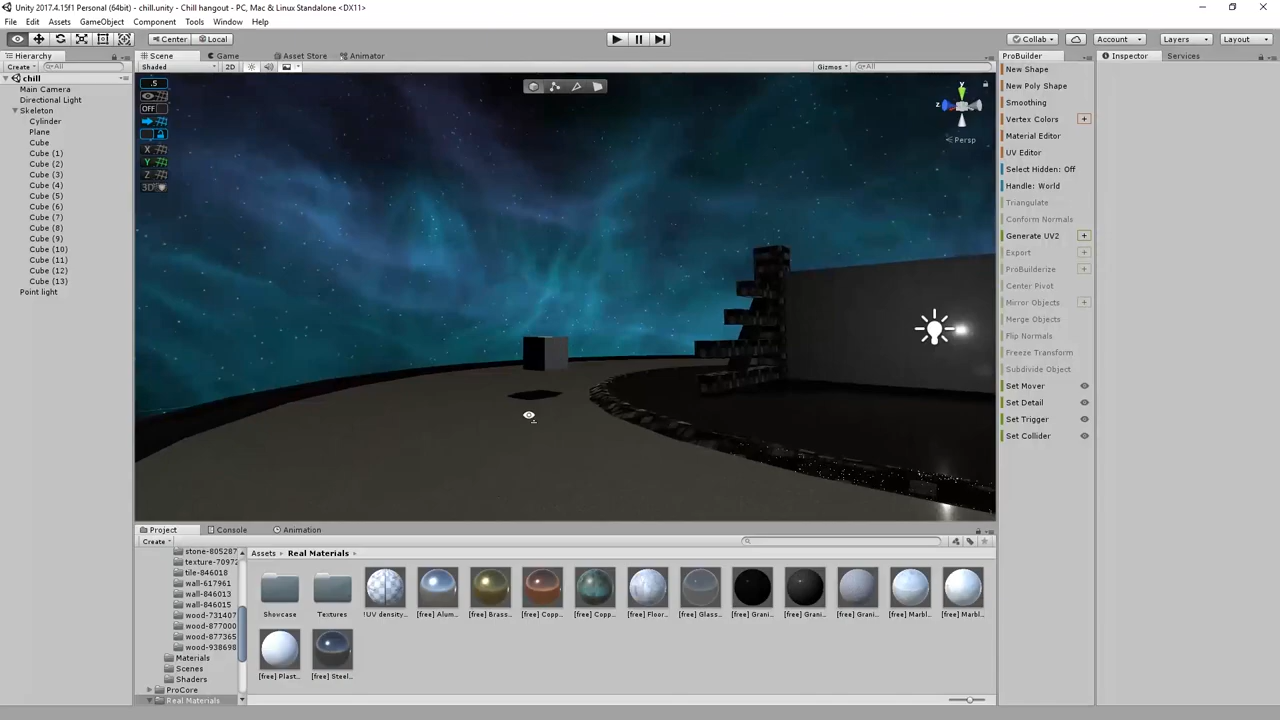 Unity 2017.4.15f1 Personal (64bit) - chill.unity - Chill hangout - PC, Mac & Linux Standalone <DX11>
File Edit Assets GameObject Component Tools Window Help
Center Local
Collab Account Layers Layout
Hierarchy
Create All
chill
Main Camera
Directional Light
Skeleton
Cylinder
Plane
Cube
Cube (1)
Cube (2)
Cube (3)
Cube (4)
Cube (5)
Cube (6)
Cube (7)
Cube (8)
Cube (9)
Cube (10)
Cube (11)
Cube (12)
Cube (13)
Point light
Scene Game Asset Store Animator
Shaded 2D Gizmos All
.5
OFF
X
Y
Z
3D
y
z
Persp
ProBuilder
New Shape
New Poly Shape
Smoothing
Vertex Colors
Material Editor
UV Editor
Select Hidden: Off
Handle: World
Triangulate
Conform Normals
Generate UV2
Export
ProBuilderize
Center Pivot
Mirror Objects
Merge Objects
Flip Normals
Freeze Transform
Subdivide Object
Set Mover
Set Detail
Set Trigger
Set Collider
Inspector Services
Project Console Animation
Create
stone-805287
texture-70972
tile-846018
wall-617961
wall-846013
wall-846015
wood-731407
wood-877000
wood-877365
wood-938698
Materials
Scenes
Shaders
ProCore
Real Materials
Assets Real Materials
Showcase Textures !UV density... [free] Alum... [free] Brass... [free] Copp... [free] Copp... [free] Floor... [free] Glass... [free] Grani... [free] Grani... [free] Grani... [free] Marbl... [free] Marbl...
[free] Plast... [free] Steel...